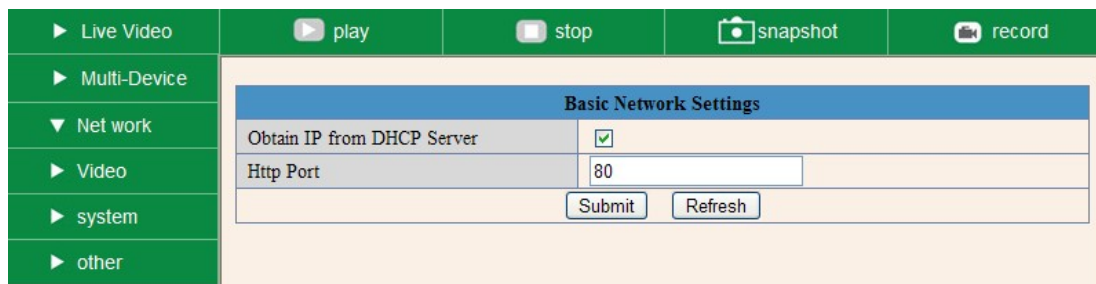 Live Video
play
stop
snapshot
record
Multi-Device
Net work
Video
system
other
Basic Network Settings
Obtain IP from DHCP Server
Http Port
80
Submit
Refresh